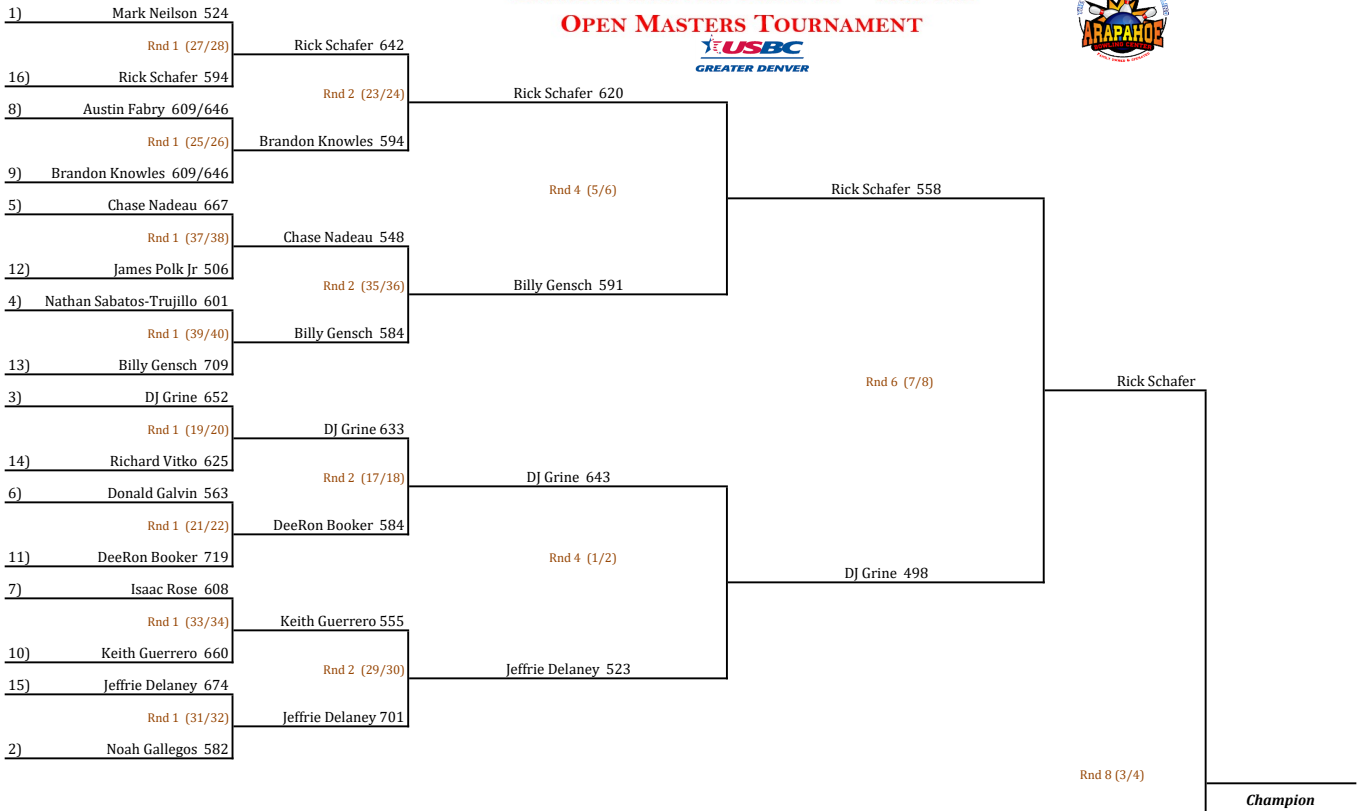 OPEN MASTERS TOURNAMENT
USBC
GREATER DENVER
ARAPAHOE
BOWLING CENTER
1) Mark Neilson 524
Rnd 1 (27/28)
Rick Schafer 642
16) Rick Schafer 594
Rnd 2 (23/24)
Rick Schafer 620
8) Austin Fabry 609/646
Rnd 1 (25/26)
Brandon Knowles 594
9) Brandon Knowles 609/646
Rnd 4 (5/6)
Rick Schafer 558
5) Chase Nadeau 667
Rnd 1 (37/38)
Chase Nadeau 548
12) James Polk Jr 506
Rnd 2 (35/36)
Billy Gensch 591
4) Nathan Sabatos-Trujillo 601
Rnd 1 (39/40)
Billy Gensch 584
13) Billy Gensch 709
Rnd 6 (7/8)
Rick Schafer
3) DJ Grine 652
Rnd 1 (19/20)
DJ Grine 633
14) Richard Vitko 625
Rnd 2 (17/18)
DJ Grine 643
6) Donald Galvin 563
Rnd 1 (21/22)
DeeRon Booker 584
11) DeeRon Booker 719
Rnd 4 (1/2)
DJ Grine 498
7) Isaac Rose 608
Rnd 1 (33/34)
Keith Guerrero 555
10) Keith Guerrero 660
Rnd 2 (29/30)
Jeffrie Delaney 523
15) Jeffrie Delaney 674
Rnd 1 (31/32)
Jeffrie Delaney 701
2) Noah Gallegos 582
Rnd 8 (3/4)
Champion